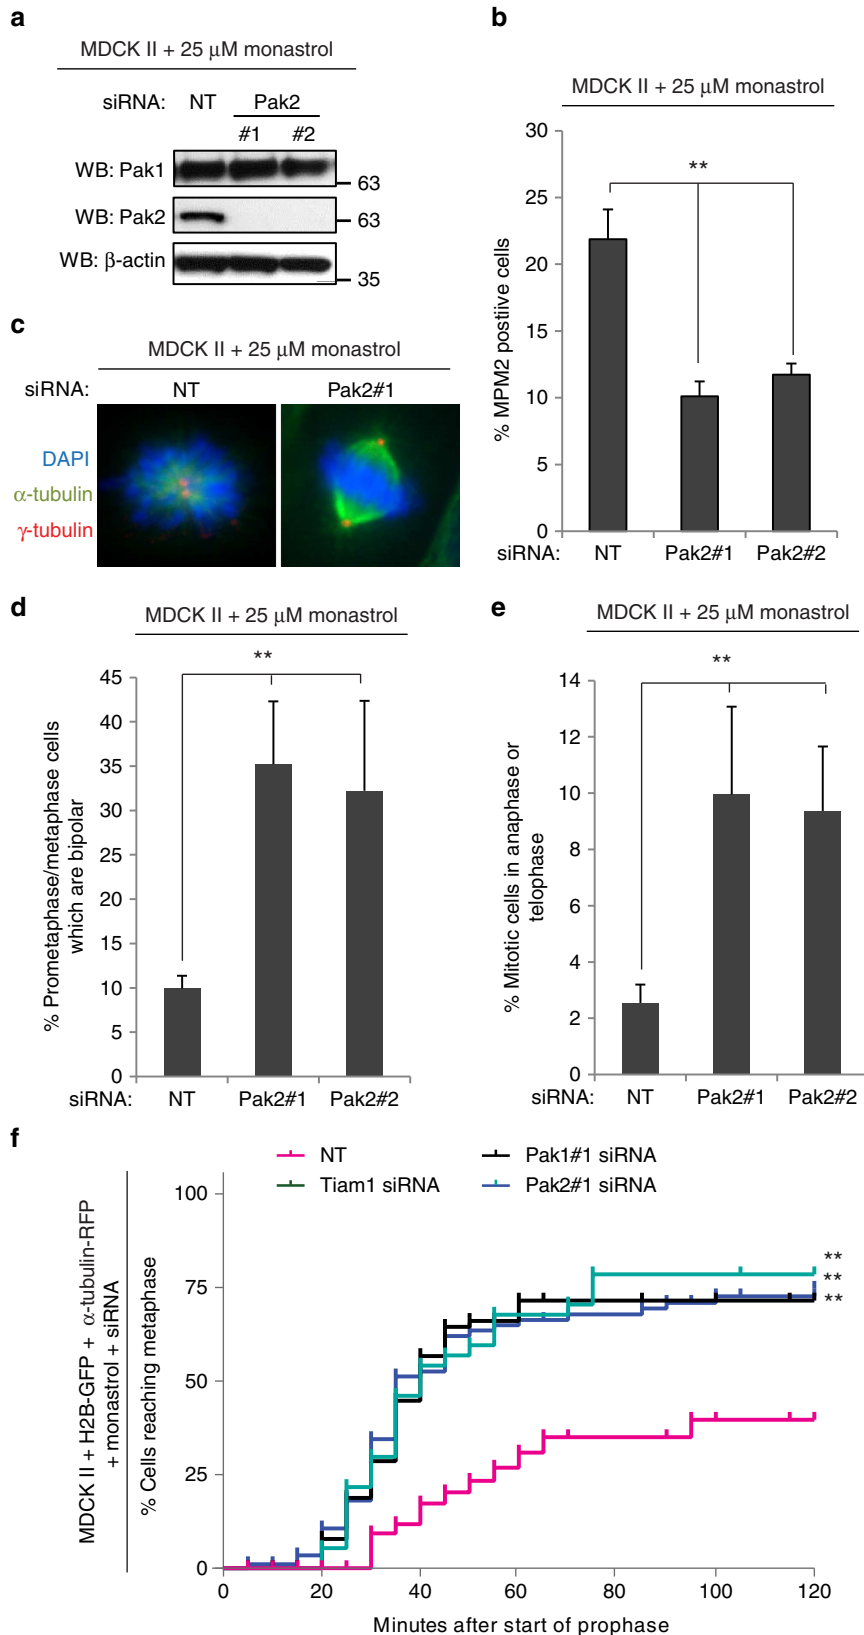 a
MDCK II + 25 μM monastrol
siRNA: NT Pak2
#1 #2
WB: Pak1
63
WB: Pak2
63
WB: β-actin
35
b
MDCK II + 25 μM monastrol
% MPM2 postiive cells
30
25
20
15
10
5
0
**
siRNA: NT Pak2#1 Pak2#2
c
MDCK II + 25 μM monastrol
siRNA: NT Pak2#1
DAPI
α-tubulin
γ-tubulin
d
MDCK II + 25 μM monastrol
% Prometaphase/metaphase cells
which are bipolar
45
40
35
30
25
20
15
10
5
0
**
siRNA: NT Pak2#1 Pak2#2
e
MDCK II + 25 μM monastrol
% Mitotic cells in anaphase or
telophase
14
12
10
8
6
4
2
0
**
siRNA: NT Pak2#1 Pak2#2
f
NT Pak1#1 siRNA
Tiam1 siRNA Pak2#1 siRNA
MDCK II + H2B-GFP + α-tubulin-RFP
+ monastrol + siRNA
% Cells reaching metaphase
100
75
50
25
0
**
**
**
0 20 40 60 80 100 120
Minutes after start of prophase